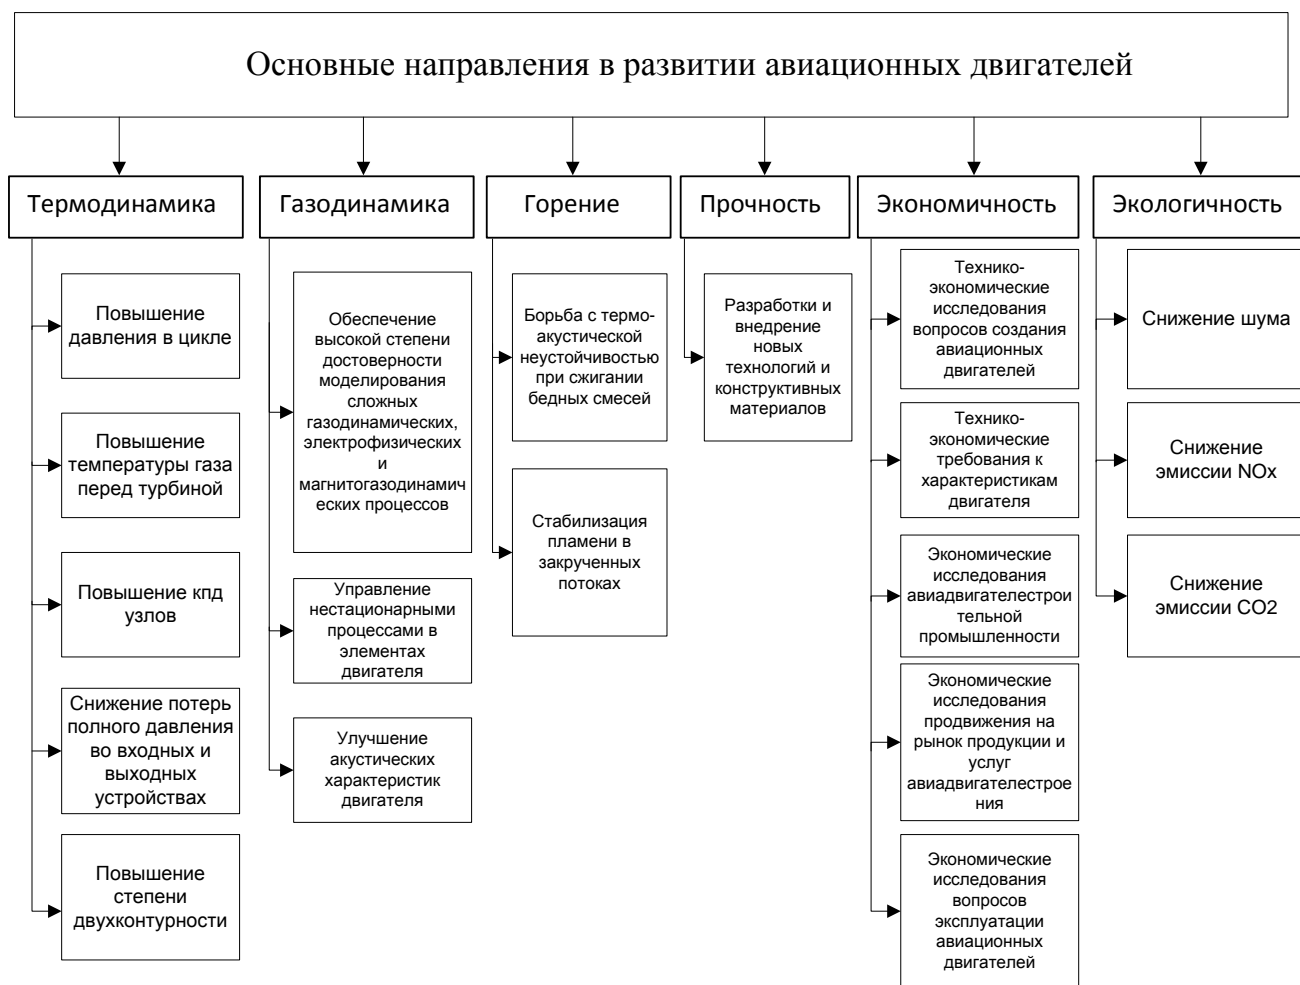 Основные направления в развитии авиационных двигателей
Термодинамика
Повышение
давления в цикле
Повышение
температуры газа
перед турбиной
Повышение кпд
узлов
Снижение потерь
полного давления
во входных и
выходных
устройствах
Повышение
степени
двухконтурности
Газодинамика
Обеспечение
высокой степени
достоверности
моделирования
сложных
газодинамических,
электрофизических
и
магнитогазодинамич
еских процессов
Управление
нестационарными
процессами в
элементах
двигателя
Улучшение
акустических
характеристик
двигателя
Горение
Борьба с термо-
акустической
неустойчивостью
при сжигании
бедных смесей
Стабилизация
пламени в
закрученных
потоках
Прочность
Разработки и
внедрение
новых
технологий и
конструктивных
материалов
Экономичность
Технико-
экономические
исследования
вопросов создания
авиационных
двигателей
Технико-
экономические
требования к
характеристикам
двигателя
Экономические
исследования
авиадвигателестрои
тельной
промышленности
Экономические
исследования
продвижения на
рынок продукции и
услуг
авиадвигателестрое
ния
Экономические
исследования
вопросов
эксплуатации
авиационных
двигателей
Экологичность
Снижение шума
Снижение
эмиссии NOx
Снижение
эмиссии CO2